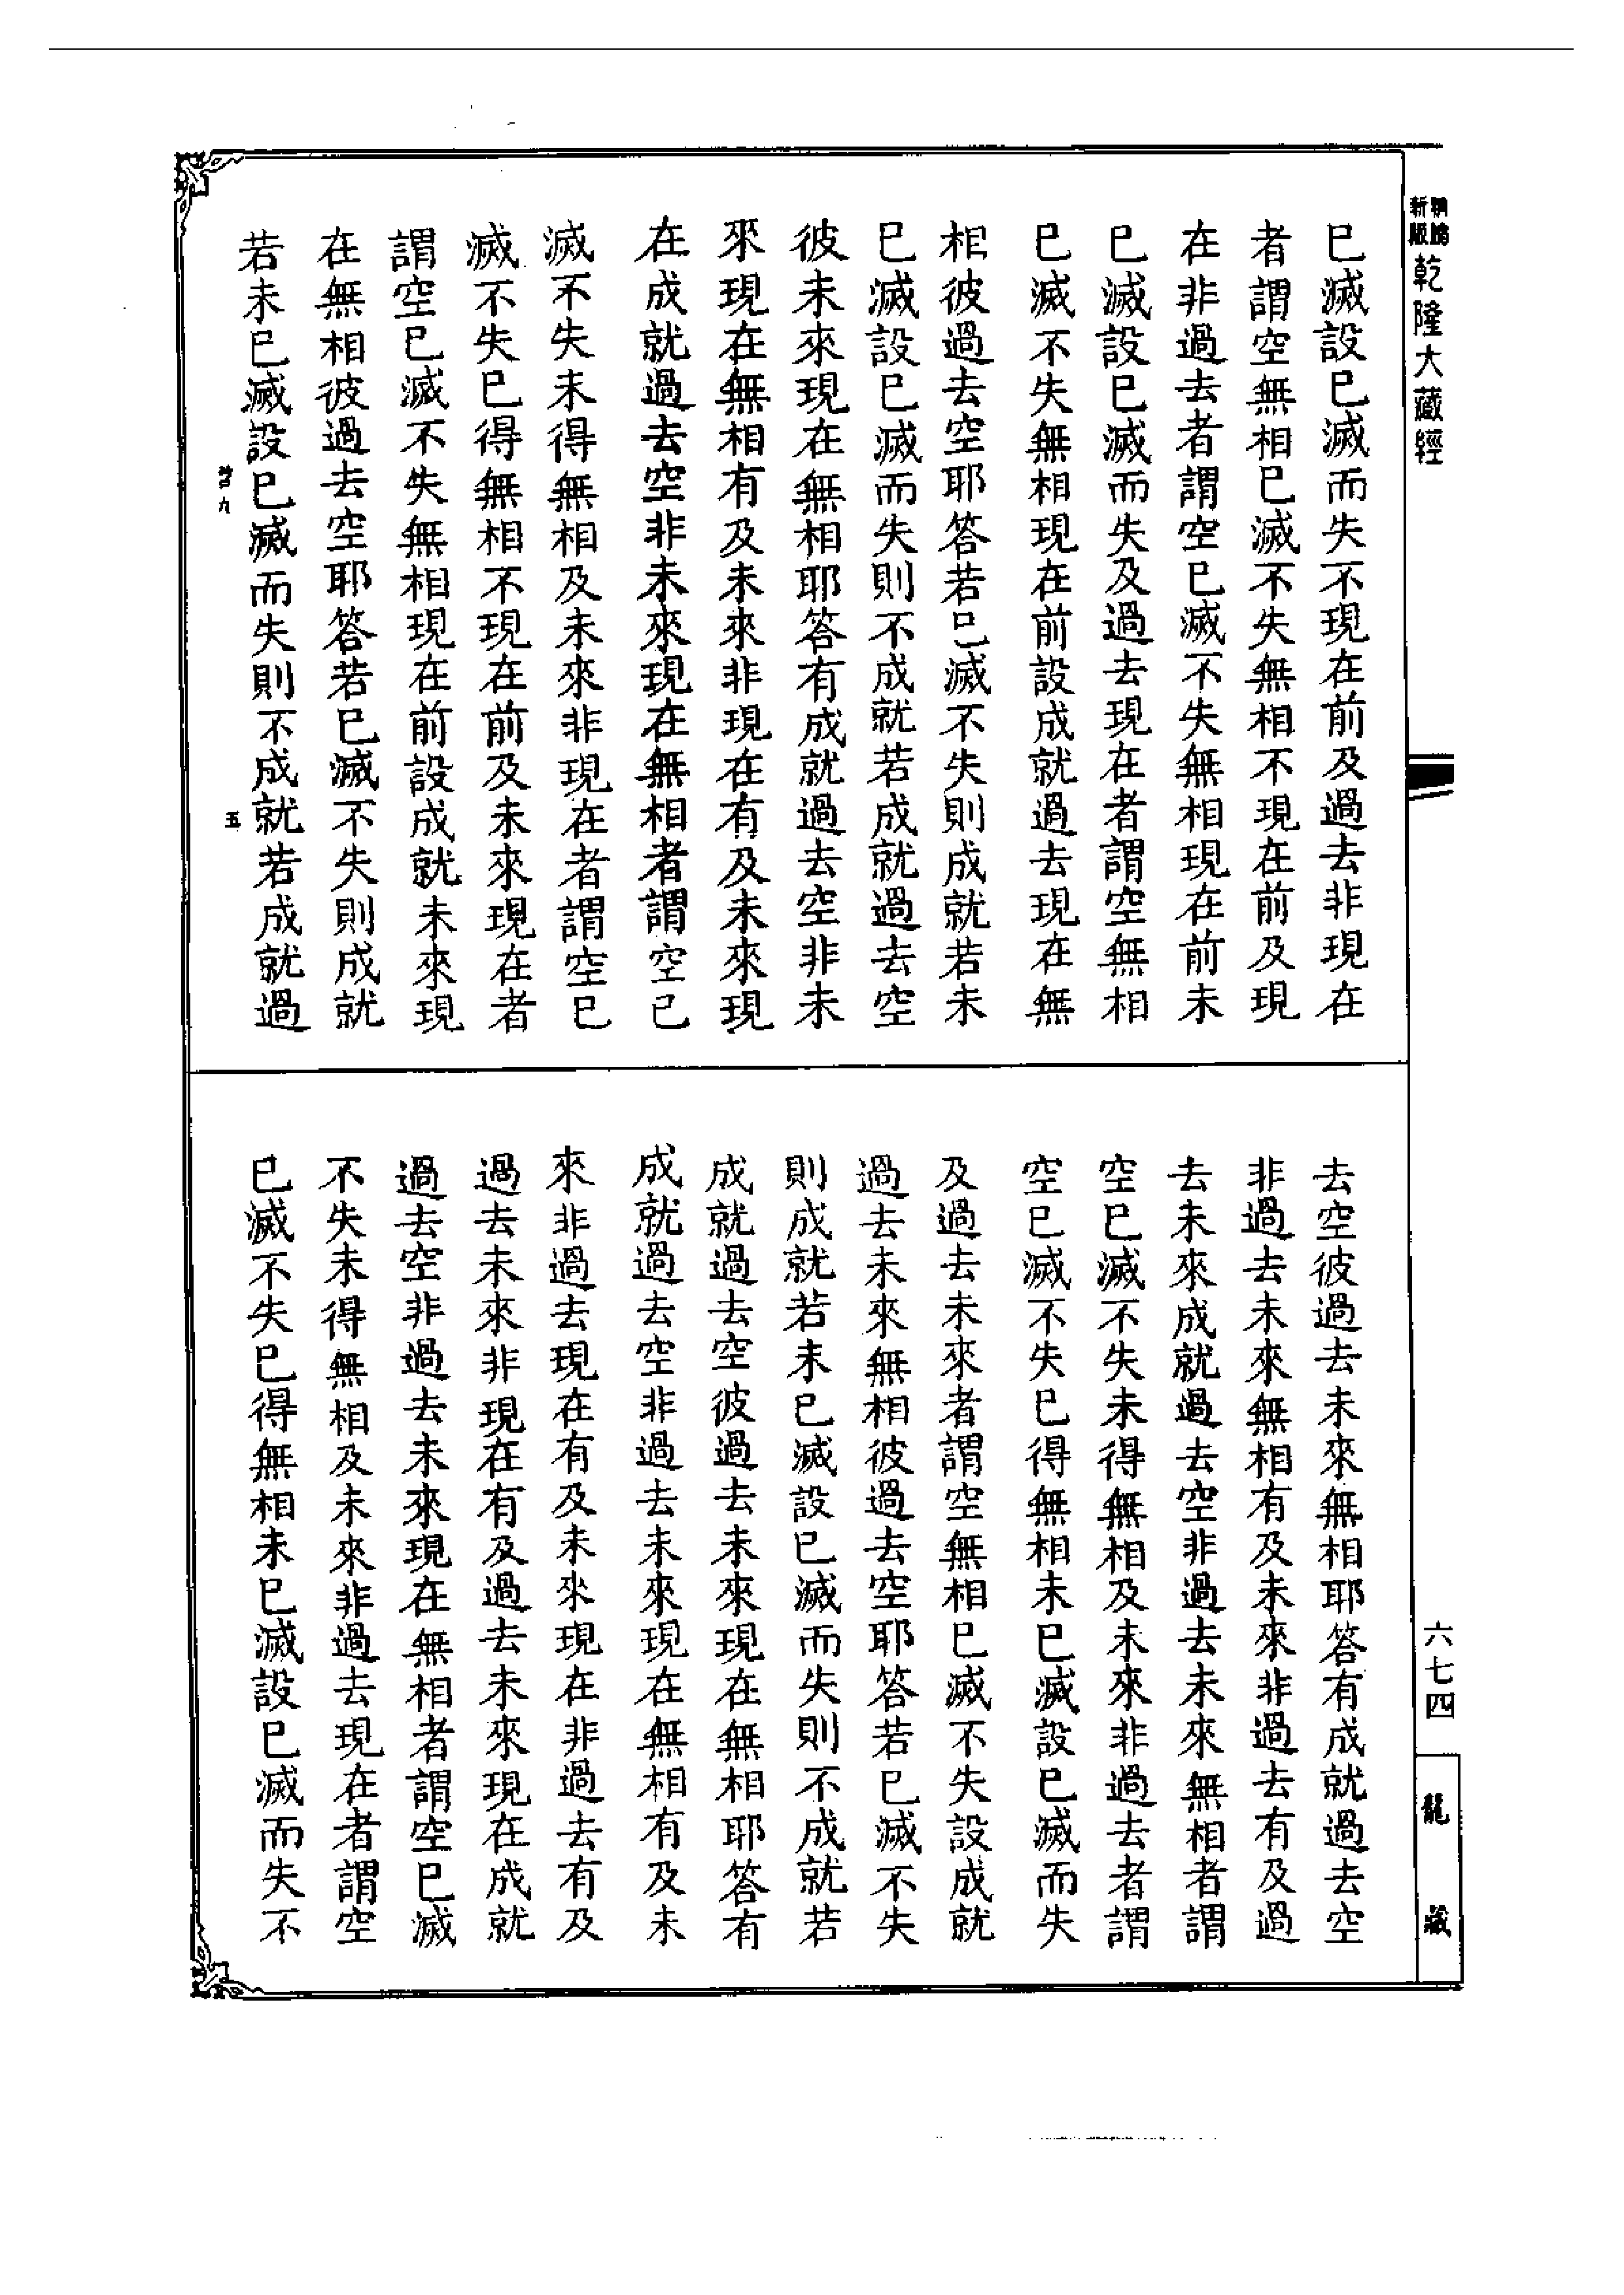 新版
乾隆大藏經
已滅設已滅而失不現在前及過去非現在
者謂空無相已滅不失無相不現在前及現
在非過去者謂空已滅不失無相現在前未
已滅設已滅而失及過去現在者謂空無相
已滅不失無相現在前設成就過去現在無
相彼過去空耶答若已滅不失則成就若未
已滅設已滅而失則不成就若成就過去空
彼未來現在無相耶答有成就過去空非未
來現在無相有及未來非現在有及未來現
在成就過去空非未來現在無相者謂空已
滅不失未得無相及未來非現在者謂空已
滅不失已得無相不現在前及未來現在者
謂空已滅不失無相現在前設成就未來現
在無相彼過去空耶答若已滅不失則成就
若未已滅設已滅而失則不成就若成就過
五
去空彼過去未來無相耶答有成就過去空
非過去未來無相有及未來非過去有及過
去未來成就過去空非過去未來無相者謂
空已滅不失未得無相及未來非過去者謂
空已滅不失已得無相未已滅設已滅而失
及過去未來者謂空無相已滅不失設成就
過去未來無相彼過去空耶答若已滅不失
則成就若未已滅設已滅而失則不成就若
成就過去空彼過去未來現在無相耶答有
成就過去空非過去未來現在無相有及未
來非過去現在有及未來現在非過去有及
過去未來非現在有及過去未來現在成就
過去空非過去未來現在無相者謂空已滅
不失未得無相及未來非過去現在者謂空
已滅不失已得無相未已滅設已滅而失不
六七四
龍藏